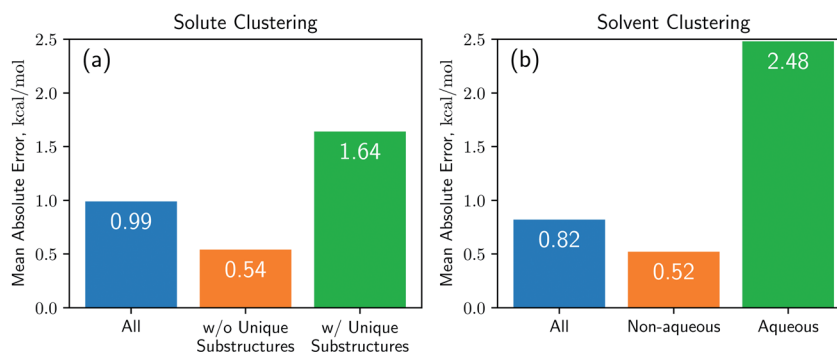 Solute Clustering
(a)
Mean Absolute Error, kcal/mol
2.5
2.0
1.5
1.0
0.5
0.0
0.99
0.54
1.64
All
w/o Unique
Substructures
w/ Unique
Substructures
Solvent Clustering
(b)
Mean Absolute Error, kcal/mol
2.5
2.0
1.5
1.0
0.5
0.0
0.82
0.52
2.48
All
Non-aqueous
Aqueous